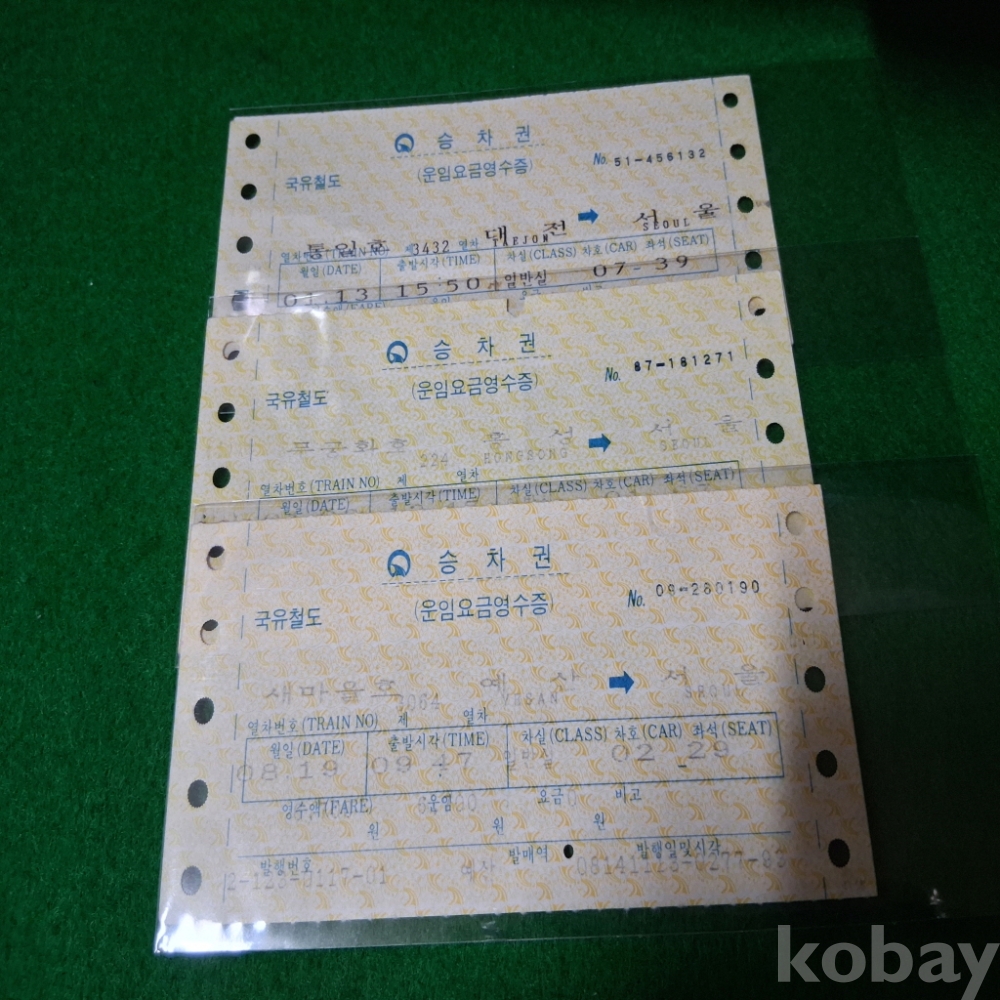 승 차 권
(운임요금영수증)
No. 51-456132
국유철도
대 전 서 울
TAEJON SEOUL
통일호 제3432 열차
월일(DATE) 출발시각(TIME) 차실(CLASS) 차호(CAR) 좌석(SEAT)
01.13 15 50 일반실 07-39
승 차 권
(운임요금영수증)
No. 87-181271
국유철도
무궁화호 홍 성 서 울
224 HONGSONG SEOUL
열차번호(TRAIN NO) 제 열차
월일(DATE) 출발시각(TIME) 차실(CLASS) 차호(CAR) 좌석(SEAT)
승 차 권
(운임요금영수증)
No. 08-280190
국유철도
새마을호 예 산 서 울
YESAN SEOUL
열차번호(TRAIN NO) 제 열차
월일(DATE) 출발시각(TIME) 차실(CLASS) 차호(CAR) 좌석(SEAT)
08.19 09 47 일반실 02-29
영수액(FARE) 운임 요금 비고
원 원 원
발행번호 발매역 발행일및시각
예산
kobay